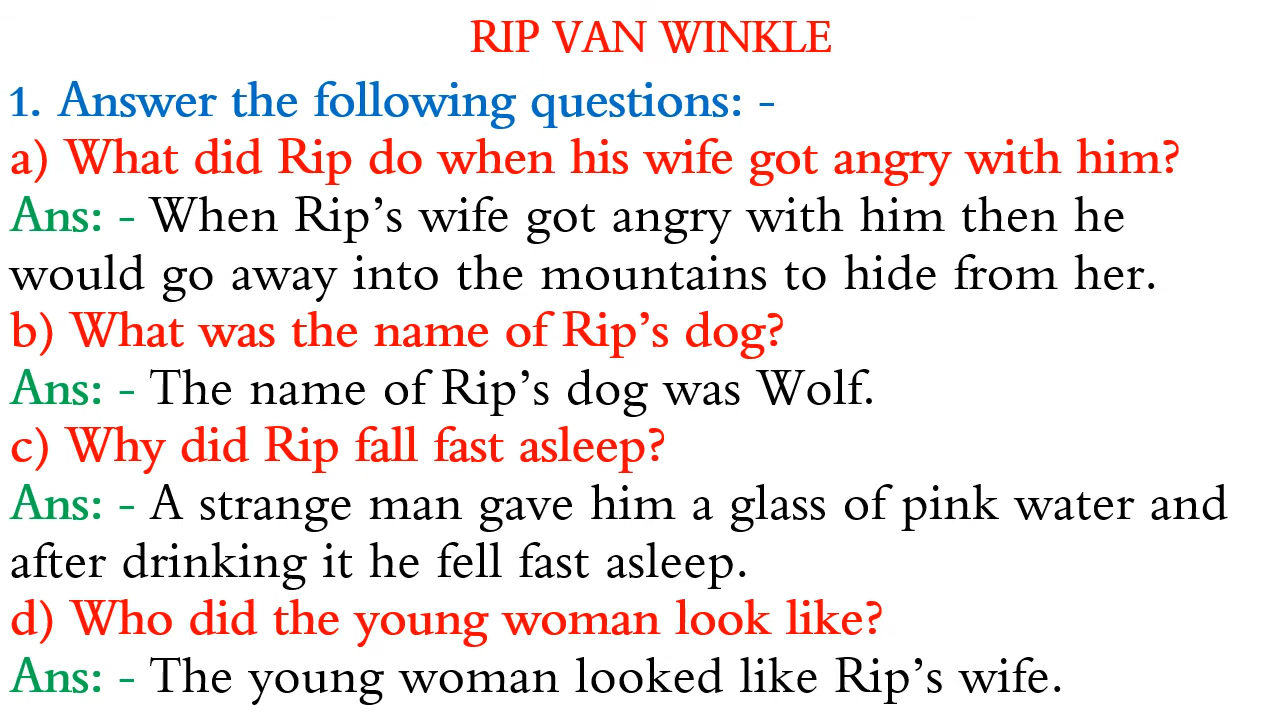 RIP VAN WINKLE
1. Answer the following questions: -
a) What did Rip do when his wife got angry with him?
Ans: - When Rip’s wife got angry with him then he
would go away into the mountains to hide from her.
b) What was the name of Rip’s dog?
Ans: - The name of Rip’s dog was Wolf.
c) Why did Rip fall fast asleep?
Ans: - A strange man gave him a glass of pink water and
after drinking it he fell fast asleep.
d) Who did the young woman look like?
Ans: - The young woman looked like Rip’s wife.